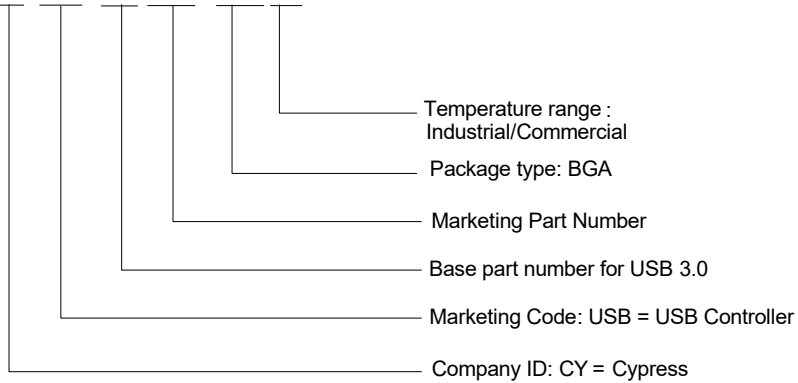 Temperature range :
Industrial/Commercial
Package type: BGA
Marketing Part Number
Base part number for USB 3.0
Marketing Code: USB = USB Controller
Company ID: CY = Cypress